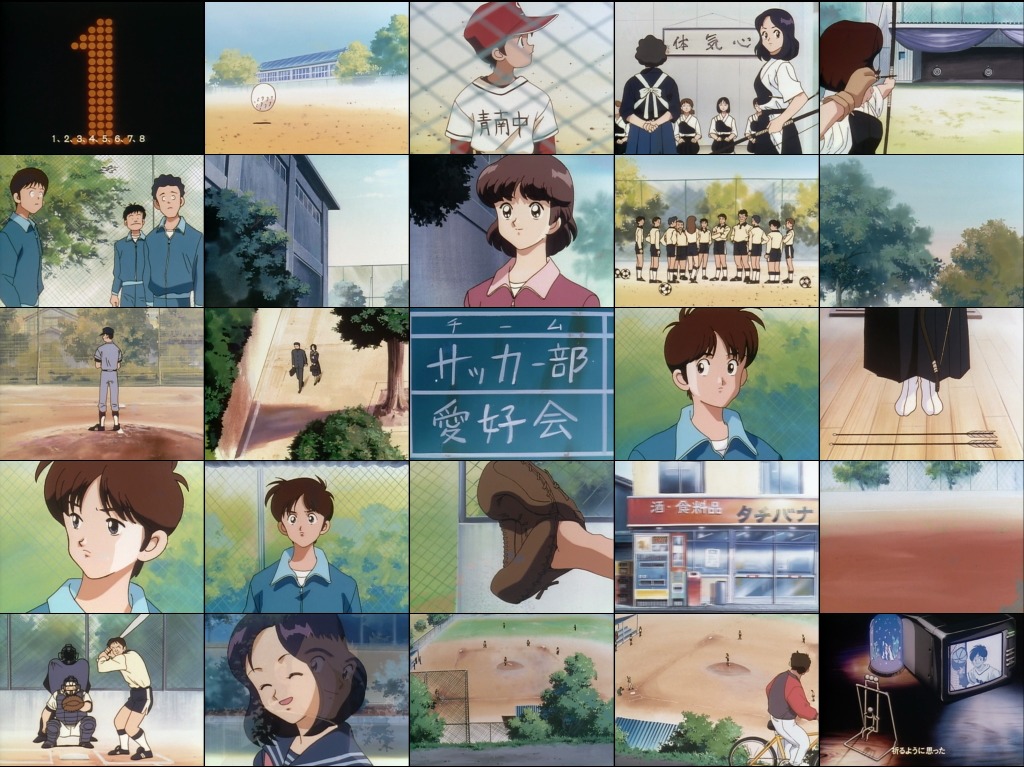 1
1、2、3、4、5、6、7、8
青南中
体 気 心
チーム
サッカー部
愛好会
酒・食料品
タチバナ
祈るように思った